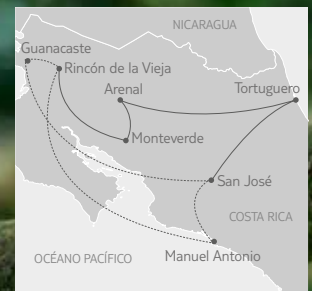 NICARAGUA
Guanacaste
Rincón de la Vieja
Arenal
Tortuguero
Monteverde
San José
COSTA RICA
OCÉANO PACÍFICO
Manuel Antonio